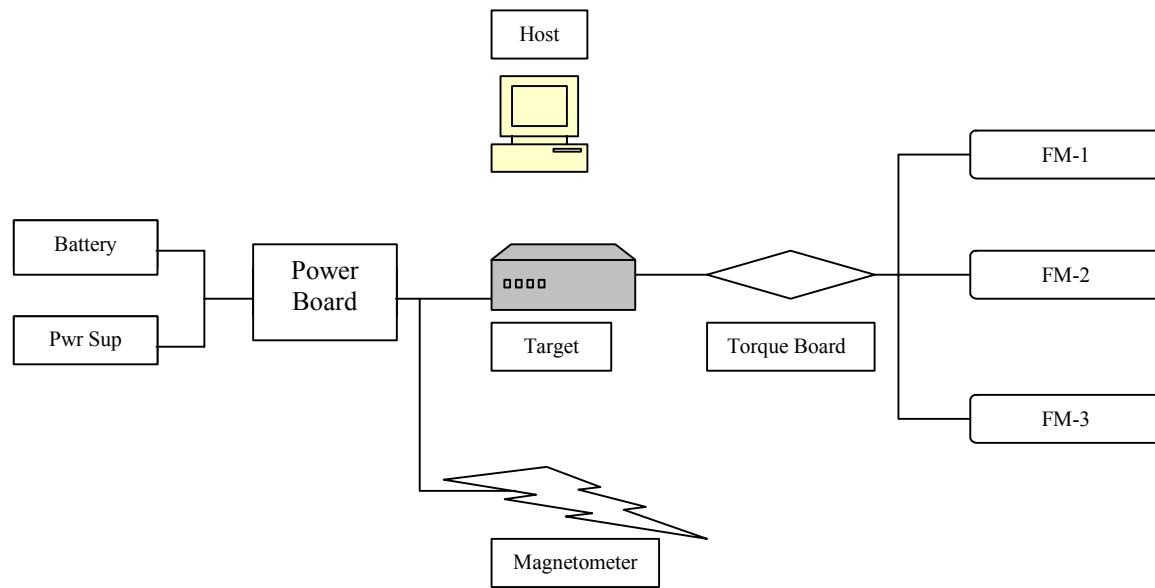 Host
FM-1
Battery
Power
Board
FM-2
Pwr Sup
Target
Torque Board
FM-3
Magnetometer